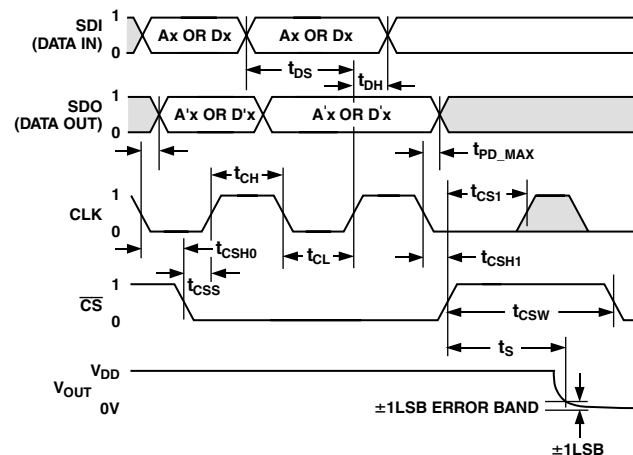 SDI
(DATA IN)
1
0
Ax OR Dx
Ax OR Dx
tDS
tDH
SDO
(DATA OUT)
1
0
A'x OR D'x
A'x OR D'x
tPD_MAX
tCH
tCS1
CLK
1
0
tCSH0
tCL
tCSH1
tCSS
CS
1
0
tCSW
tS
VDD
VOUT
0V
±1LSB ERROR BAND
±1LSB